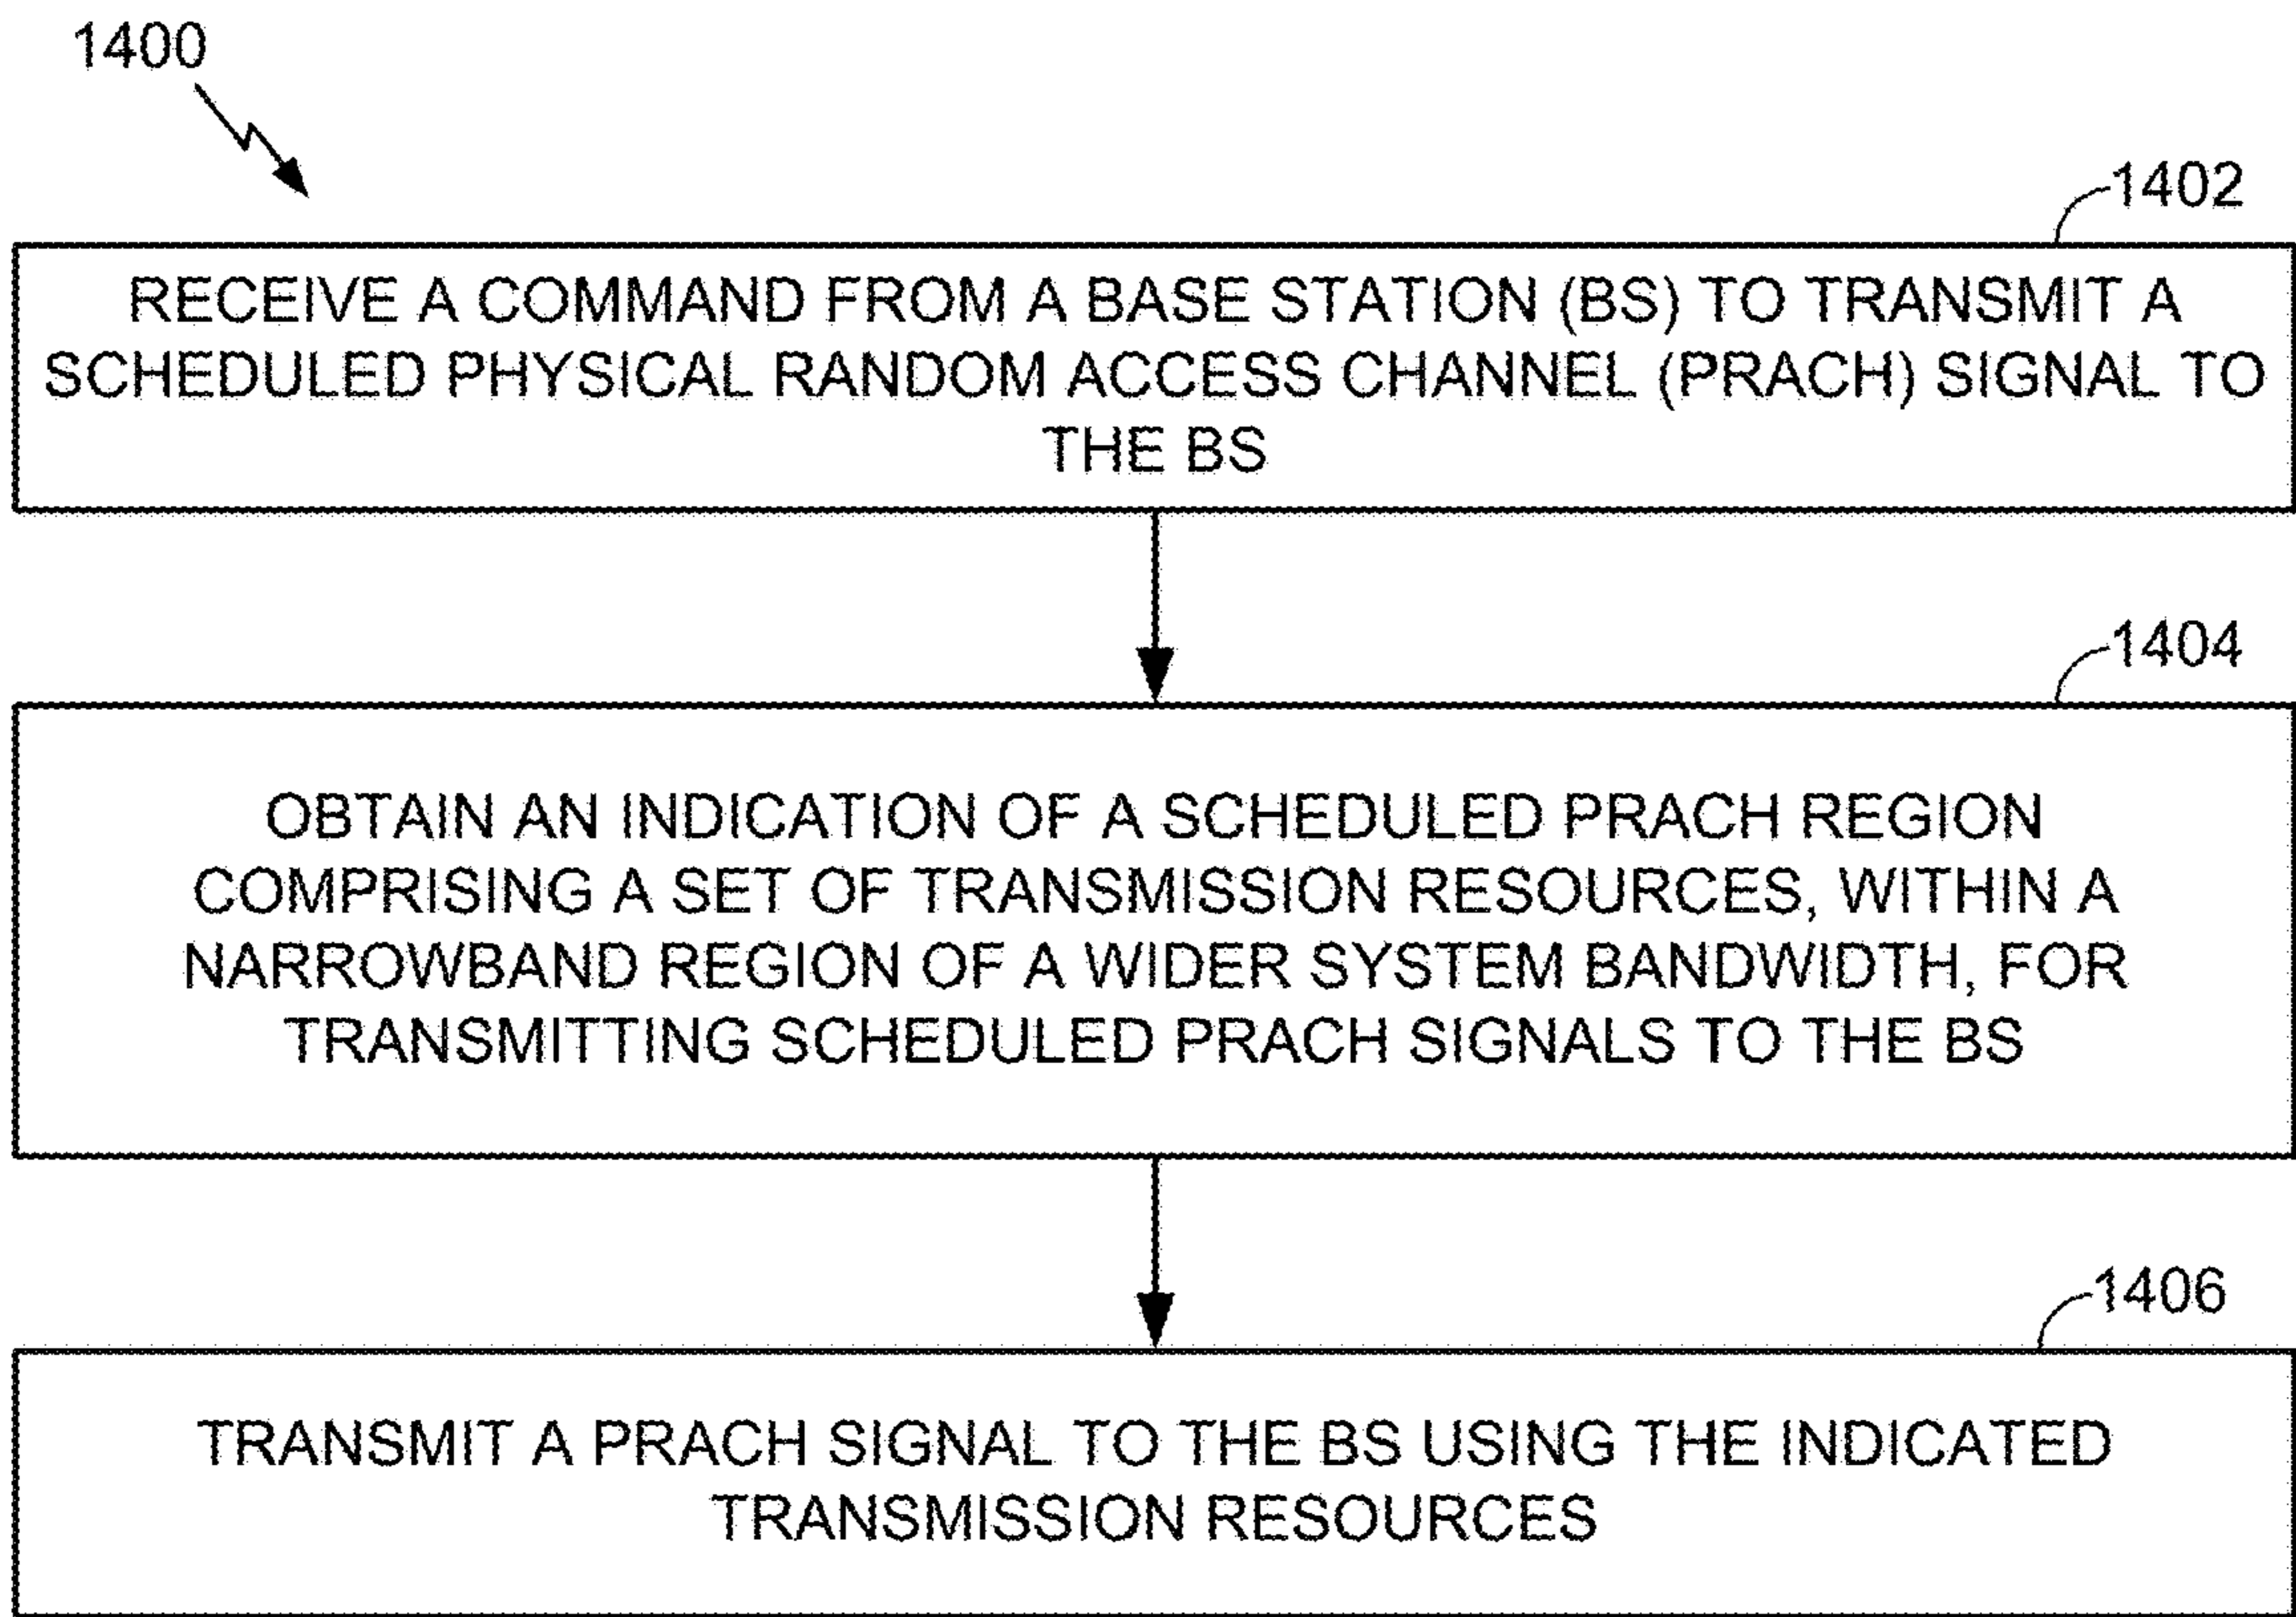 1400
1402
RECEIVE A COMMAND FROM A BASE STATION (BS) TO TRANSMIT A
SCHEDULED PHYSICAL RANDOM ACCESS CHANNEL (PRACH) SIGNAL TO
THE BS
1404
OBTAIN AN INDICATION OF A SCHEDULED PRACH REGION
COMPRISING A SET OF TRANSMISSION RESOURCES, WITHIN A
NARROWBAND REGION OF A WIDER SYSTEM BANDWIDTH, FOR
TRANSMITTING SCHEDULED PRACH SIGNALS TO THE BS
1406
TRANSMIT A PRACH SIGNAL TO THE BS USING THE INDICATED
TRANSMISSION RESOURCES